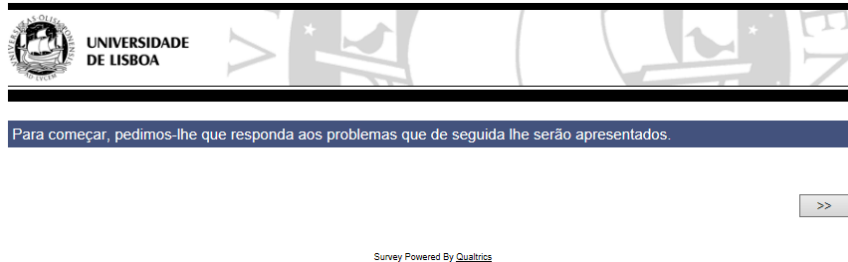 UNIVERSIDADE
DE LISBOA
Para começar, pedimos-lhe que responda aos problemas que de seguida lhe serão apresentados.
>>
Survey Powered By Qualtrics